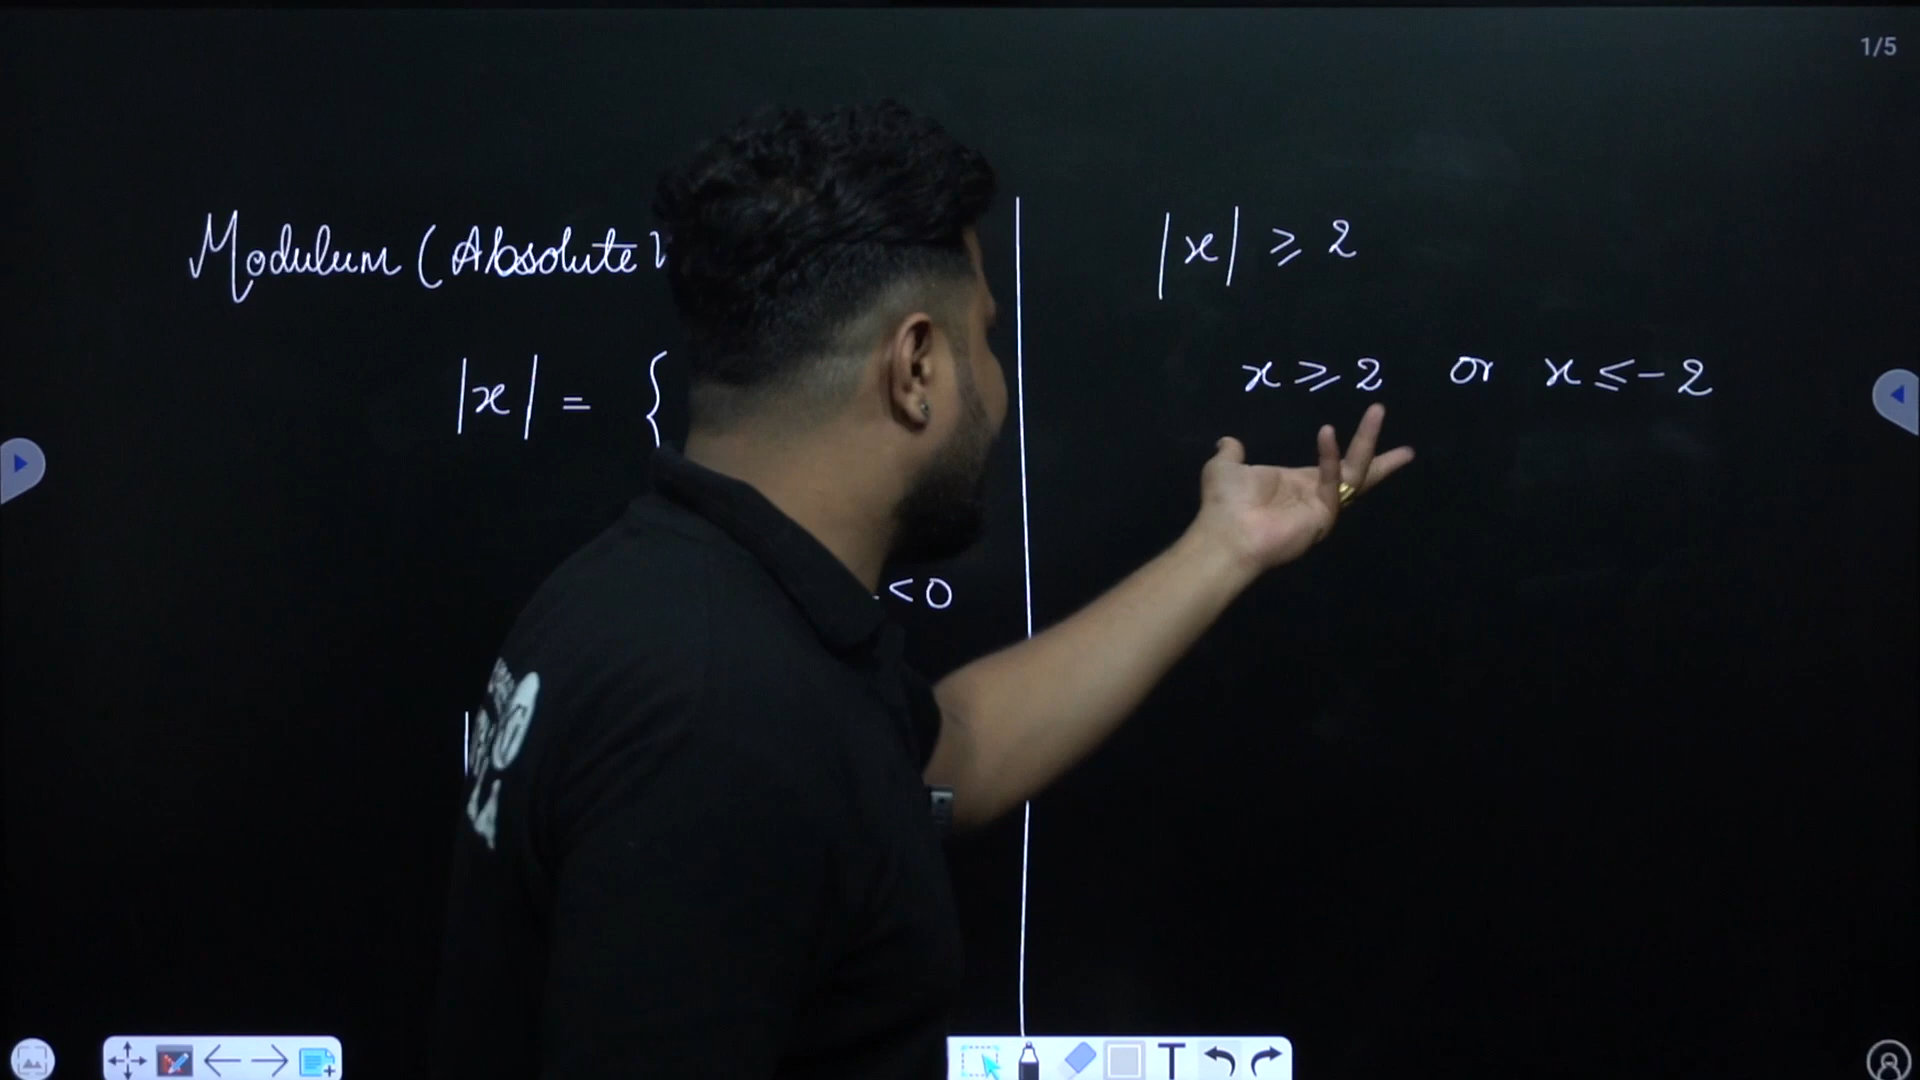 1/5
Modulum (Absolute
|x| = {
< 0
|x| ≥ 2
x ≥ 2 or x ≤ -2
T